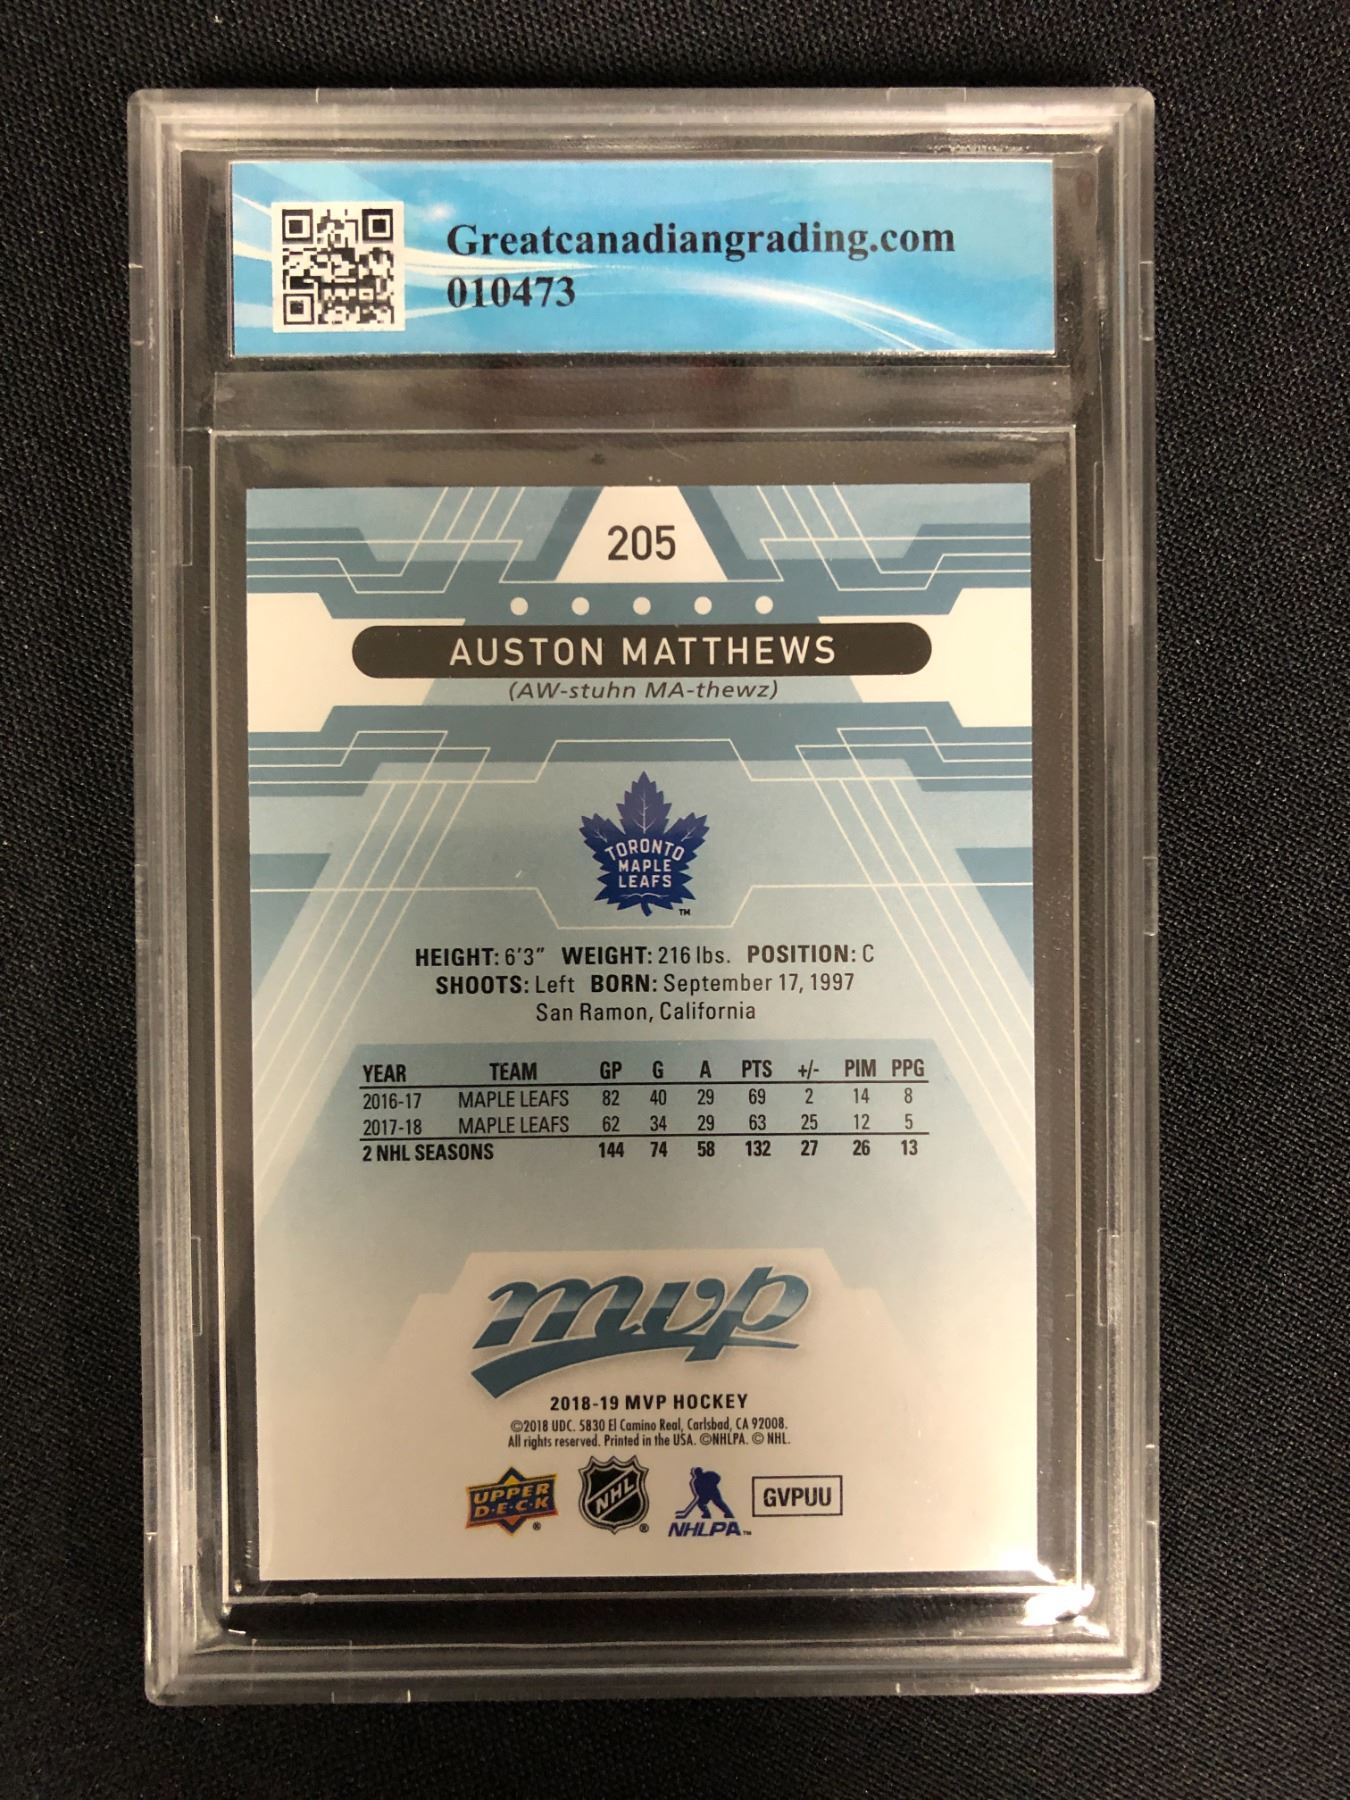 Greatcanadiangrading.com
010473
205
AUSTON MATTHEWS
(AW-stuhn MA-thewz)
TORONTO
MAPLE
LEAFS
TM
HEIGHT: 6'3" WEIGHT: 216 lbs. POSITION: C
SHOOTS: Left BORN: September 17, 1997
San Ramon, California
YEAR TEAM GP G A PTS +/- PIM PPG
2016-17 MAPLE LEAFS 82 40 29 69 2 14 8
2017-18 MAPLE LEAFS 62 34 29 63 25 12 5
2 NHL SEASONS 144 74 58 132 27 26 13
mvp
2018-19 MVP HOCKEY
©2018 UDC. 5830 El Camino Real, Carlsbad, CA 92008.
All rights reserved. Printed in the USA. ©NHLPA. © NHL.
UPPER
D·E·C·K ®
NHL ®
NHLPA™
GVPUU